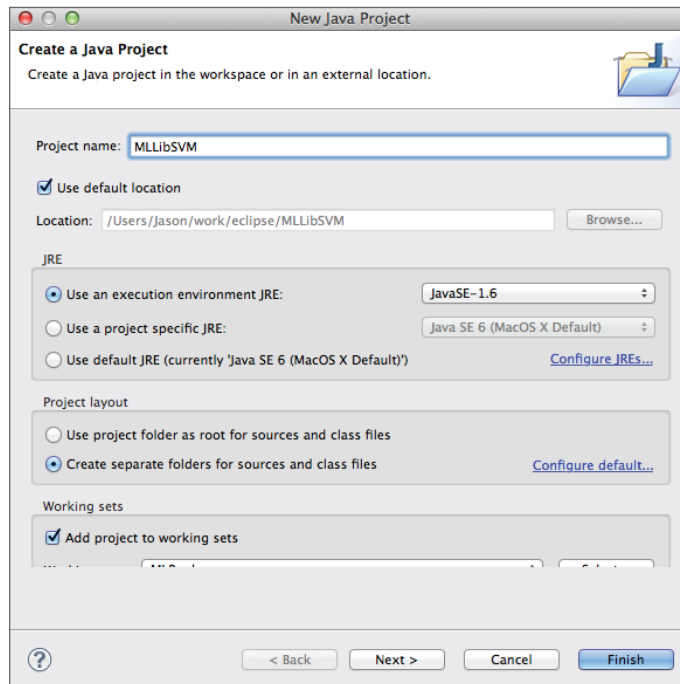 New Java Project
Create a Java Project
Create a Java project in the workspace or in an external location.
Project name: MLLibSVM
Use default location
Location: /Users/Jason/work/eclipse/MLLibSVM Browse...
JRE
Use an execution environment JRE: JavaSE-1.6
Use a project specific JRE: Java SE 6 (MacOS X Default)
Use default JRE (currently 'Java SE 6 (MacOS X Default)') Configure JREs...
Project layout
Use project folder as root for sources and class files
Create separate folders for sources and class files Configure default...
Working sets
Add project to working sets
? < Back Next > Cancel Finish